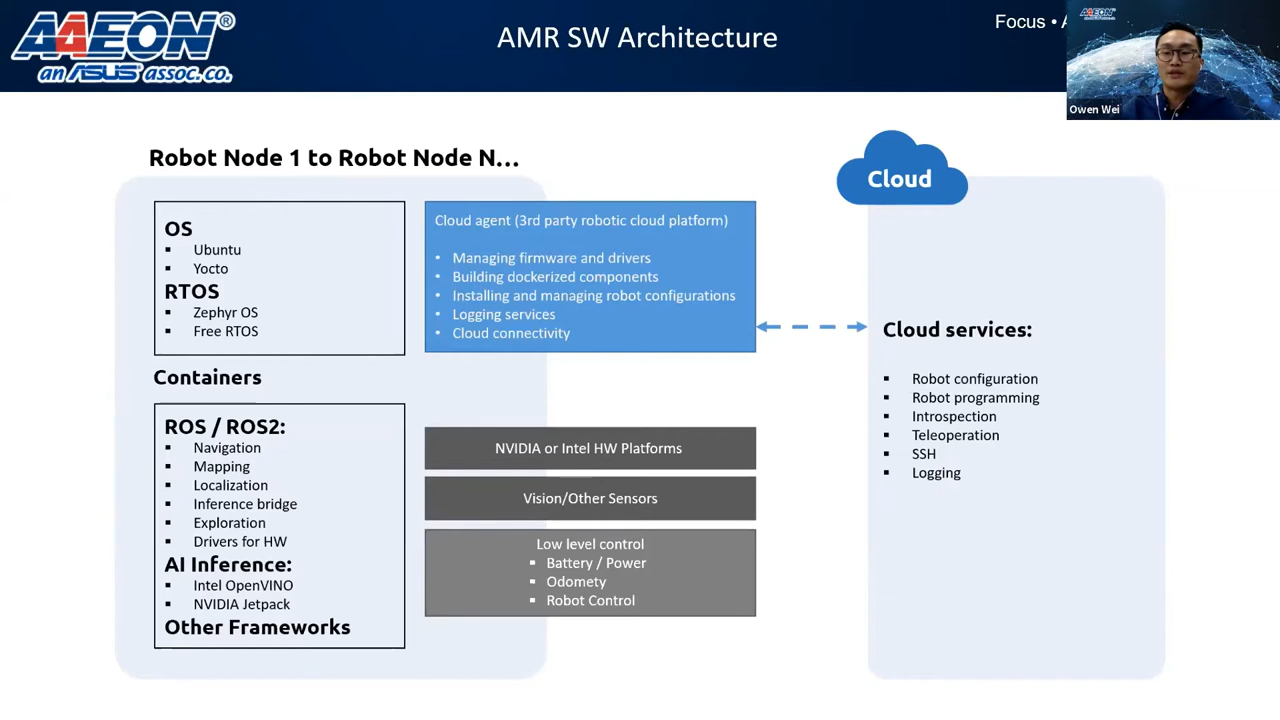 AAEON®
an ASUS assoc. co.
AMR SW Architecture
Focus •
AAEON
Owen Wei
Robot Node 1 to Robot Node N...
OS
▪ Ubuntu
▪ Yocto
RTOS
▪ Zephyr OS
▪ Free RTOS
Cloud agent (3rd party robotic cloud platform)
• Managing firmware and drivers
• Building dockerized components
• Installing and managing robot configurations
• Logging services
• Cloud connectivity
Containers
ROS / ROS2:
▪ Navigation
▪ Mapping
▪ Localization
▪ Inference bridge
▪ Exploration
▪ Drivers for HW
AI Inference:
▪ Intel OpenVINO
▪ NVIDIA Jetpack
Other Frameworks
NVIDIA or Intel HW Platforms
Vision/Other Sensors
Low level control
▪ Battery / Power
▪ Odomety
▪ Robot Control
Cloud
Cloud services:
▪ Robot configuration
▪ Robot programming
▪ Introspection
▪ Teleoperation
▪ SSH
▪ Logging